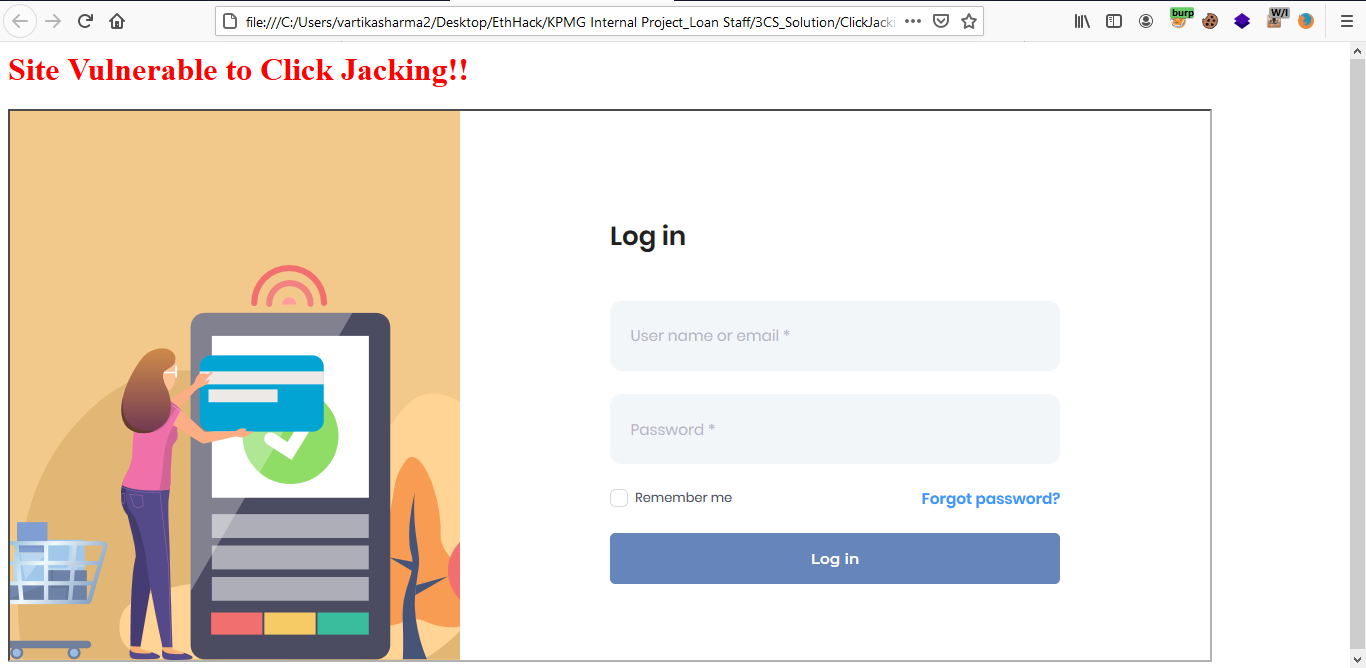 file:///C:/Users/vartikasharma2/Desktop/EthHack/KPMG Internal Project_Loan Staff/3CS_Solution/ClickJacki
burp
W/I
Site Vulnerable to Click Jacking!!
Log in
User name or email *
Password *
Remember me
Forgot password?
Log in